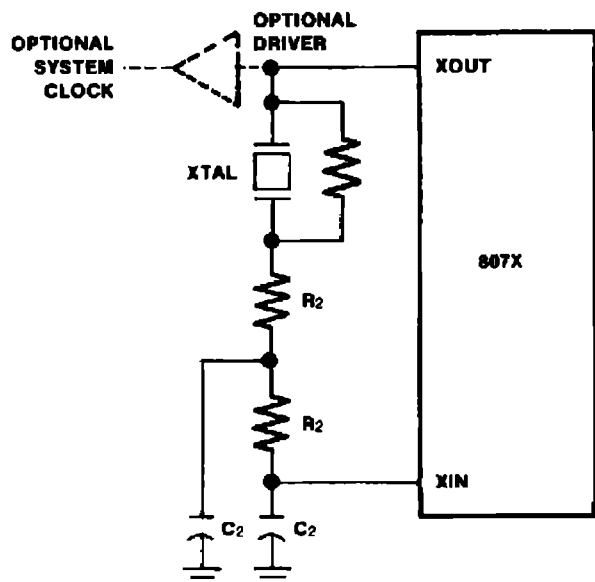 OPTIONAL
SYSTEM
CLOCK
OPTIONAL
DRIVER
XOUT
XTAL
807X
R2
R2
XIN
C2
C2